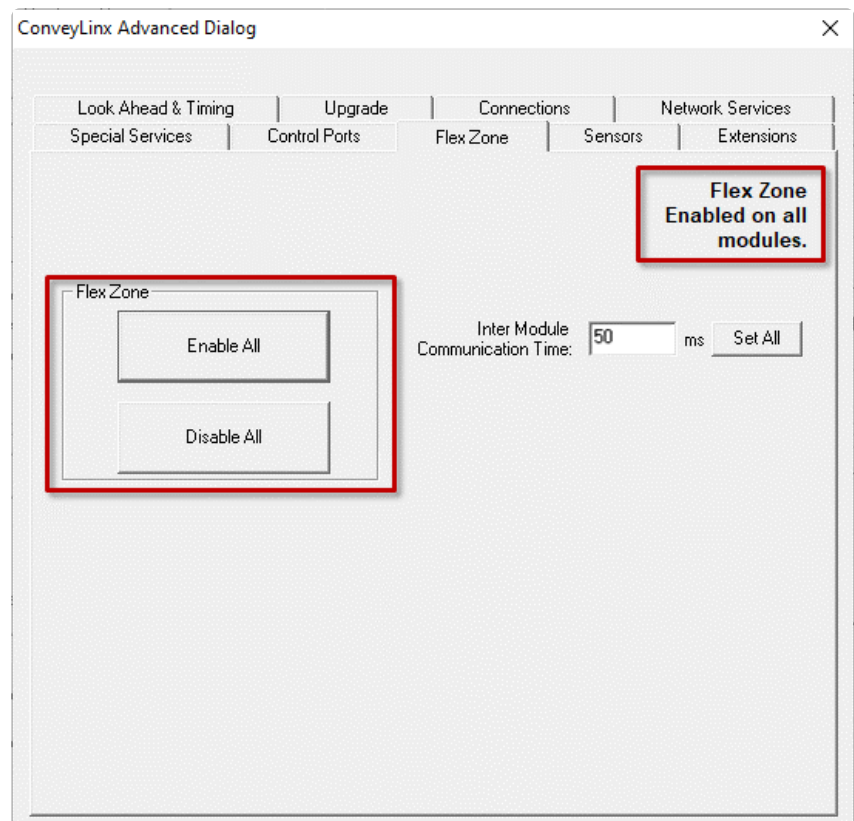 ConveyLinx Advanced Dialog
Look Ahead & Timing
Upgrade
Connections
Network Services
Special Services
Control Ports
Flex Zone
Sensors
Extensions
Flex Zone
Enabled on all
modules.
Flex Zone
Enable All
Disable All
Inter Module
Communication Time:
50
ms
Set All